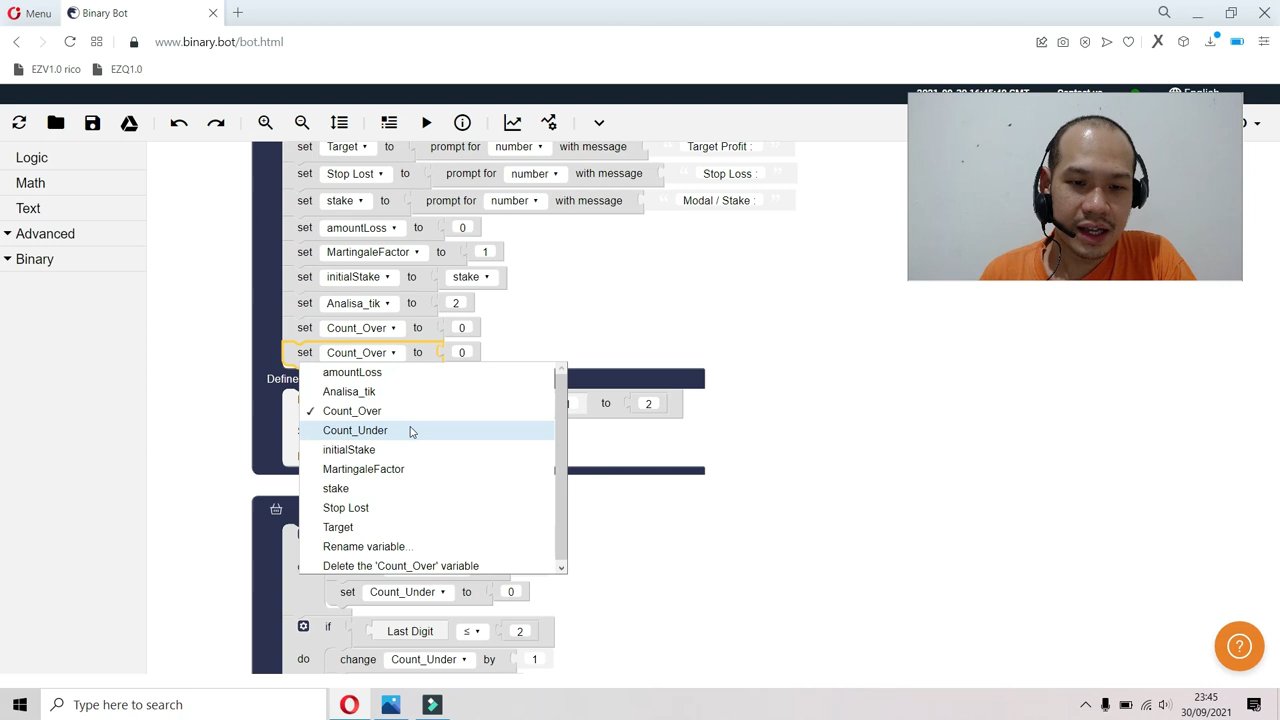 Menu
Binary Bot
www.binary.bot/bot.html
EZV1.0 rico
EZQ1.0
English
Logic
Math
Text
Advanced
Binary
set Target to prompt for number with message Target Profit :
set Stop Lost to prompt for number with message “ Stop Loss : ”
set stake to prompt for number with message “ Modal / Stake : ”
set amountLoss to 0
set MartingaleFactor to 1
set initialStake to stake
set Analisa_tik to 2
set Count_Over to 0
set Count_Over to 0
Define
amountLoss
Analisa_tik
✓ Count_Over
to 2
Count_Under
initialStake
MartingaleFactor
stake
Stop Lost
Target
Rename variable...
Delete the 'Count_Over' variable
set Count_Under to 0
if Last Digit ≤ 2
do change Count_Under by 1
Type here to search
23:45
30/09/2021